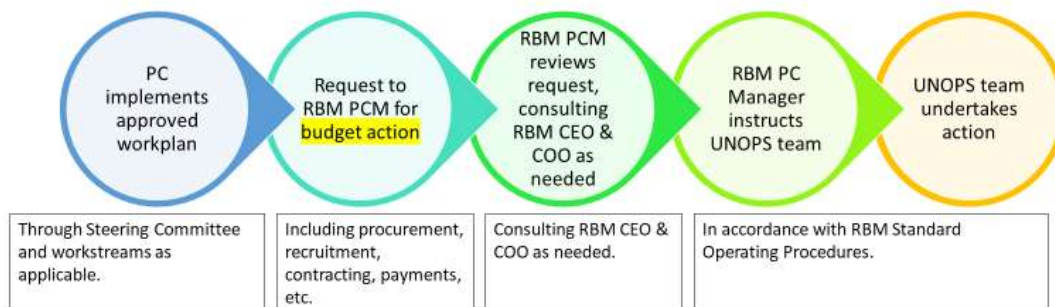 PC
implements
approved
workplan
Request to
RBM PCM for
budget action
RBM PCM
reviews
request,
consulting
RBM CEO &
COO as
needed
RBM PC
Manager
instructs
UNOPS team
UNOPS team
undertakes
action
Through Steering Committee
and workstreams as
applicable.
Including procurement,
recruitment,
contracting, payments,
etc.
Consulting RBM CEO &
COO as needed.
In accordance with RBM Standard
Operating Procedures.